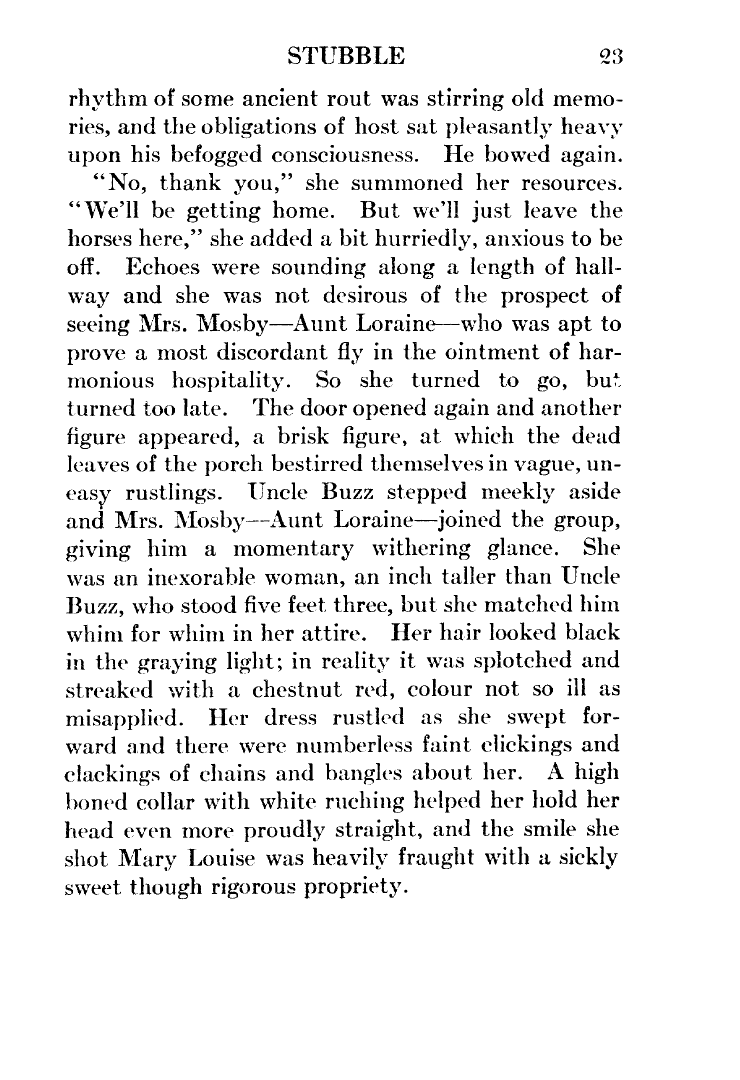 STUBBLE 23
rhythm of some ancient rout was stirring old memo-
ries, and the obligations of host sat pleasantly heavy
upon his befogged consciousness. He bowed again.
“No, thank you,” she summoned her resources.
“We’ll be getting home. But we’ll just leave the
horses here,” she added a bit hurriedly, anxious to be
off. Echoes were sounding along a length of hall-
way and she was not desirous of the prospect of
seeing Mrs. Mosby—Aunt Loraine—who was apt to
prove a most discordant fly in the ointment of har-
monious hospitality. So she turned to go, but
turned too late. The door opened again and another
figure appeared, a brisk figure, at which the dead
leaves of the porch bestirred themselves in vague, un-
easy rustlings. Uncle Buzz stepped meekly aside
and Mrs. Mosby—Aunt Loraine—joined the group,
giving him a momentary withering glance. She
was an inexorable woman, an inch taller than Uncle
Buzz, who stood five feet three, but she matched him
whim for whim in her attire. Her hair looked black
in the graying light; in reality it was splotched and
streaked with a chestnut red, colour not so ill as
misapplied. Her dress rustled as she swept for-
ward and there were numberless faint clickings and
clackings of chains and bangles about her. A high
boned collar with white ruching helped her hold her
head even more proudly straight, and the smile she
shot Mary Louise was heavily fraught with a sickly
sweet though rigorous propriety.